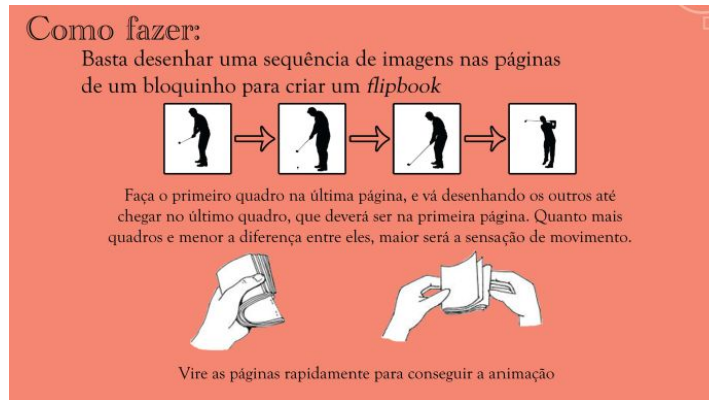 Como fazer:
Basta desenhar uma sequência de imagens nas páginas
de um bloquinho para criar um flipbook
Faça o primeiro quadro na última página, e vá desenhando os outros até
chegar no último quadro, que deverá ser na primeira página. Quanto mais
quadros e menor a diferença entre eles, maior será a sensação de movimento.
Vire as páginas rapidamente para conseguir a animação